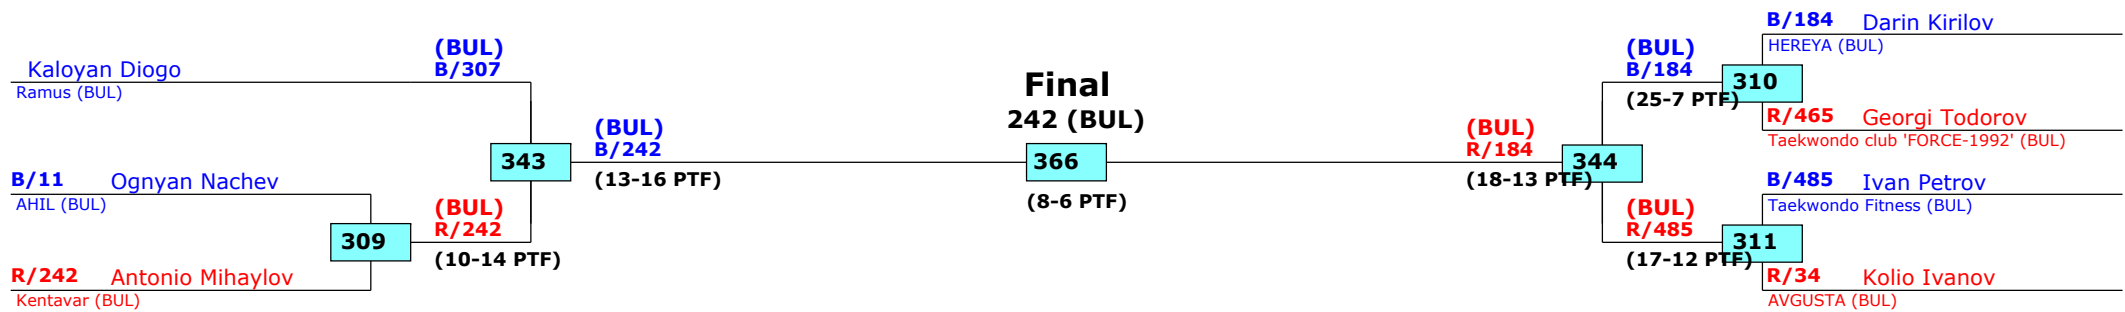 Kaloyan Diogo
Ramus (BUL)
(BUL)
B/307
B/11 Ognyan Nachev
AHIL (BUL)
309
R/242 Antonio Mihaylov
Kentavar (BUL)
(BUL)
R/242
(10-14 PTF)
343
(BUL)
B/242
(13-16 PTF)
Final
242 (BUL)
366
(8-6 PTF)
(BUL)
R/184
(18-13 PTF)
344
(BUL)
B/184
(25-7 PTF)
310
B/184 Darin Kirilov
HEREYA (BUL)
R/465 Georgi Todorov
Taekwondo club 'FORCE-1992' (BUL)
(BUL)
R/485
(17-12 PTF)
311
B/485 Ivan Petrov
Taekwondo Fitness (BUL)
R/34 Kolio Ivanov
AVGUSTA (BUL)